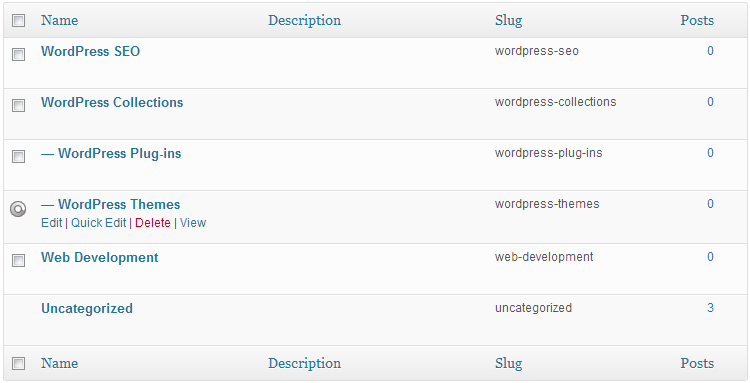 Name Description Slug Posts
WordPress SEO wordpress-seo 0
WordPress Collections wordpress-collections 0
— WordPress Plug-ins wordpress-plug-ins 0
— WordPress Themes wordpress-themes 0
Edit | Quick Edit | Delete | View
Web Development web-development 0
Uncategorized uncategorized 3
Name Description Slug Posts